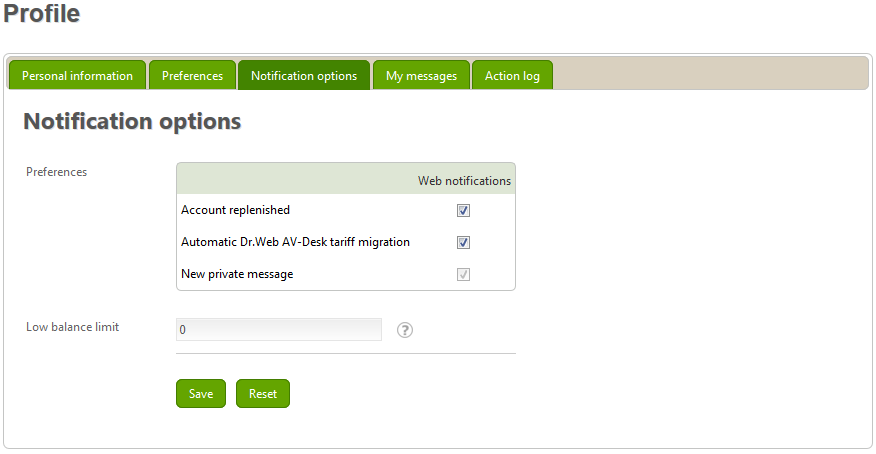 Profile
Personal information Preferences Notification options My messages Action log
Notification options
Preferences
Web notifications
Account replenished
Automatic Dr.Web AV-Desk tariff migration
New private message
Low balance limit 0 ?
Save Reset